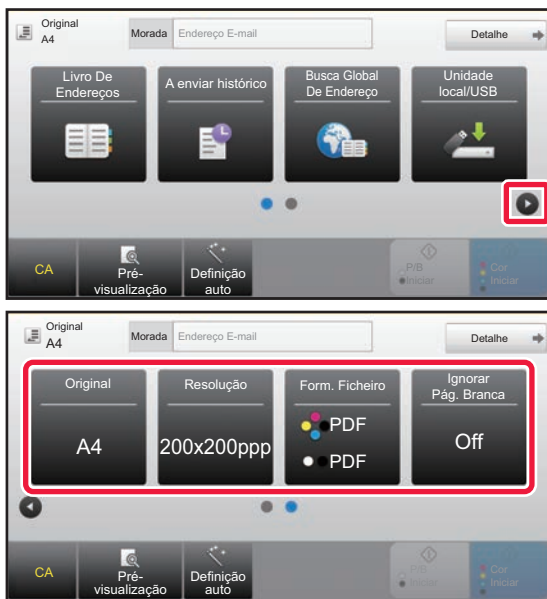 Original
A4
Morada
Endereço E-mail
Detalhe
Livro De
Endereços
A enviar histórico
Busca Global
De Endereço
Unidade
local/USB
CA
Pré-
visualização
Definição
auto
P/B
Iniciar
Cor
Iniciar
Original
A4
Morada
Endereço E-mail
Detalhe
Original
A4
Resolução
200x200ppp
Form. Ficheiro
PDF
PDF
Ignorar
Pág. Branca
Off
CA
Pré-
visualização
Definição
auto
P/B
Iniciar
Cor
Iniciar